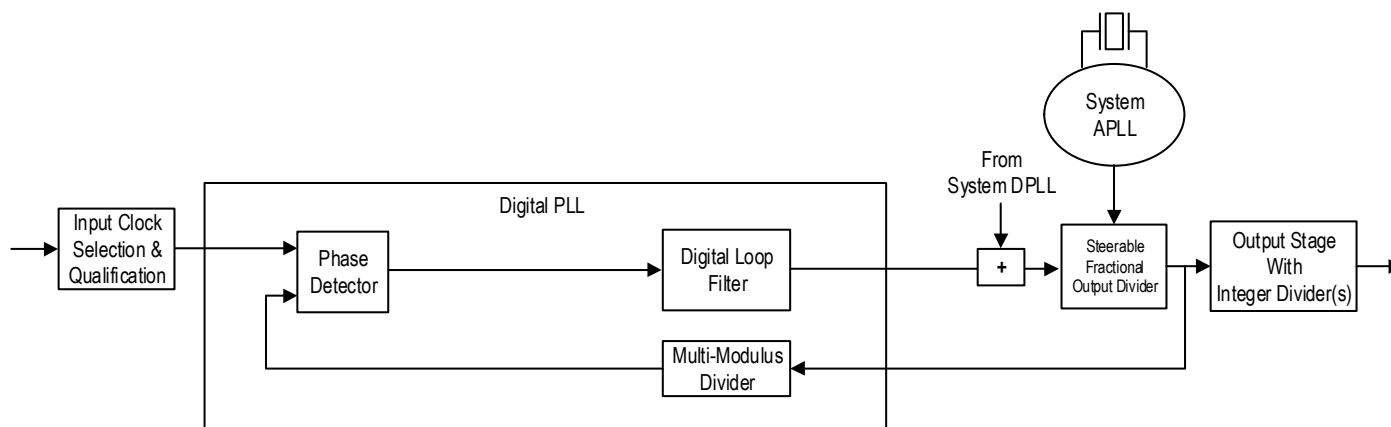 System
APLL
From
System DPLL
Digital PLL
Input Clock
Selection &
Qualification
Phase
Detector
Digital Loop
Filter
+
Steerable
Fractional
Output Divider
Output Stage
With
Integer Divider(s)
Multi-Modulus
Divider